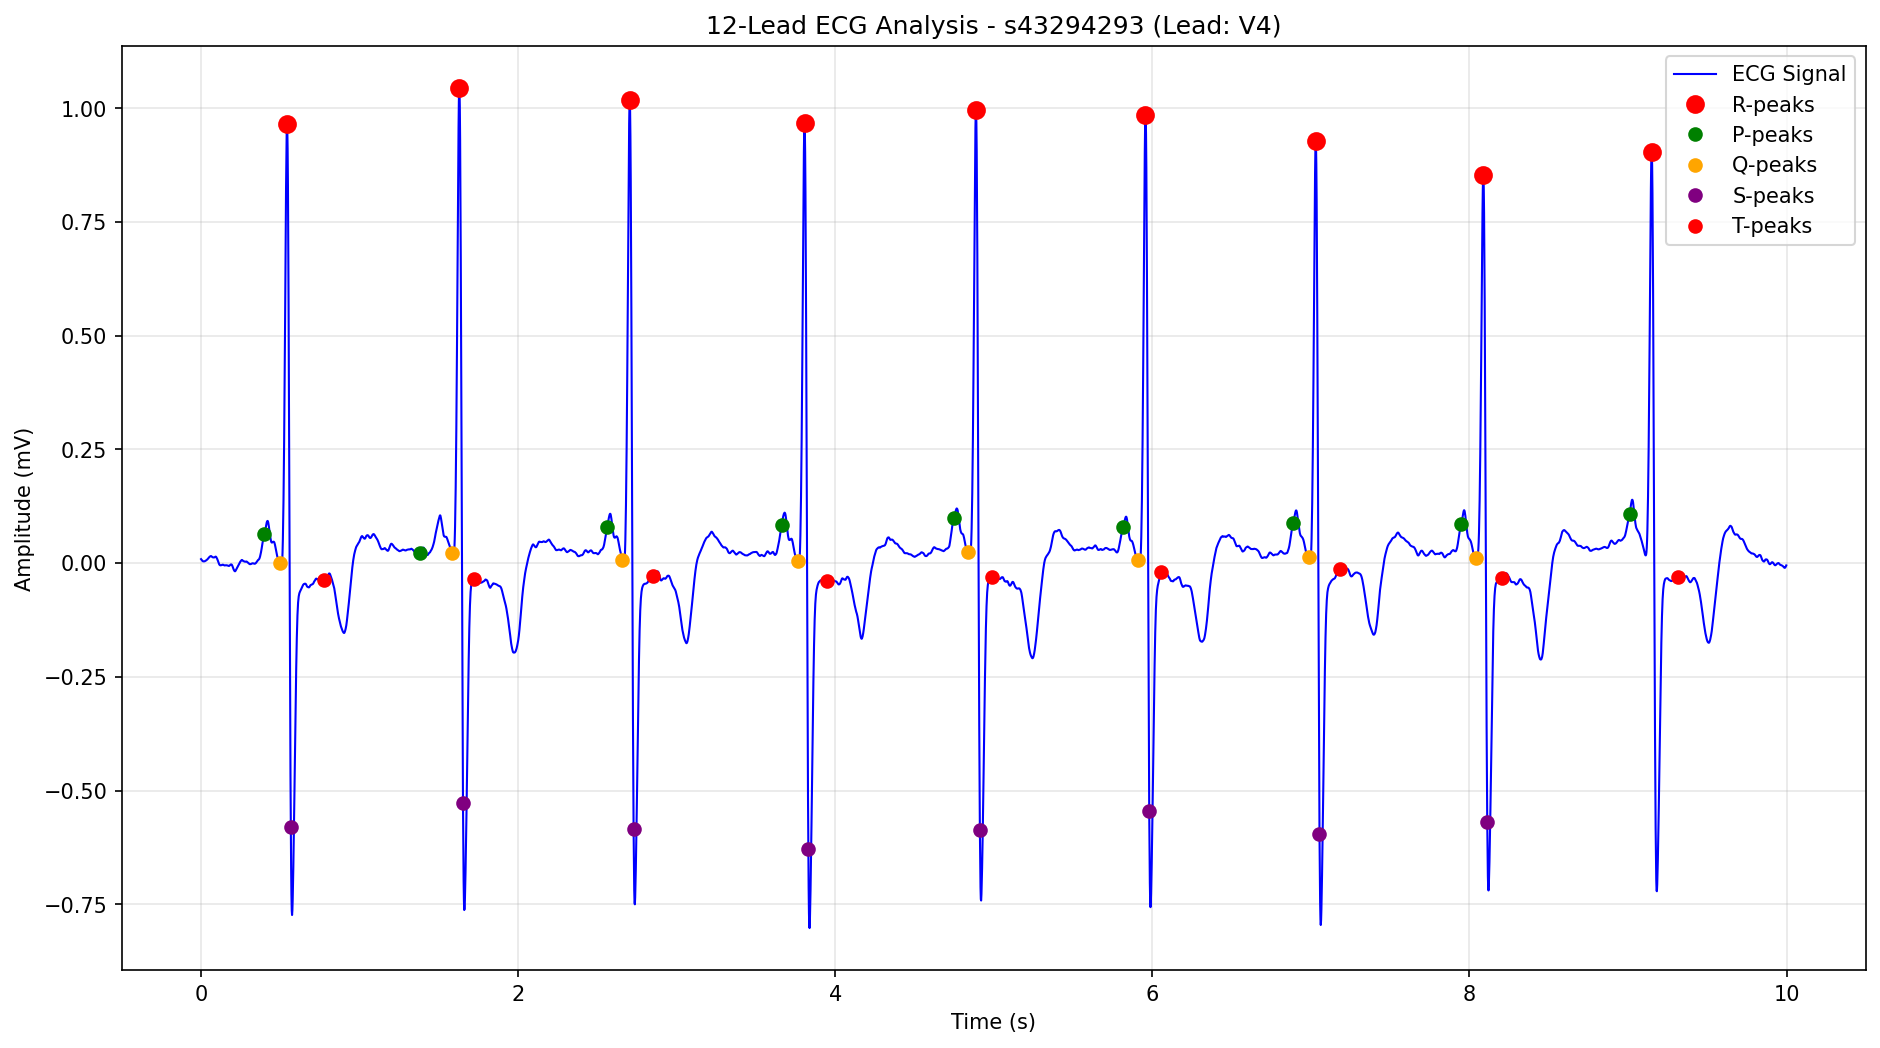 12-Lead ECG Analysis - s43294293 (Lead: V4)
ECG Signal
R-peaks
P-peaks
Q-peaks
S-peaks
T-peaks
Amplitude (mV)
1.00
0.75
0.50
0.25
0.00
−0.25
−0.50
−0.75
0 2 4 6 8 10
Time (s)